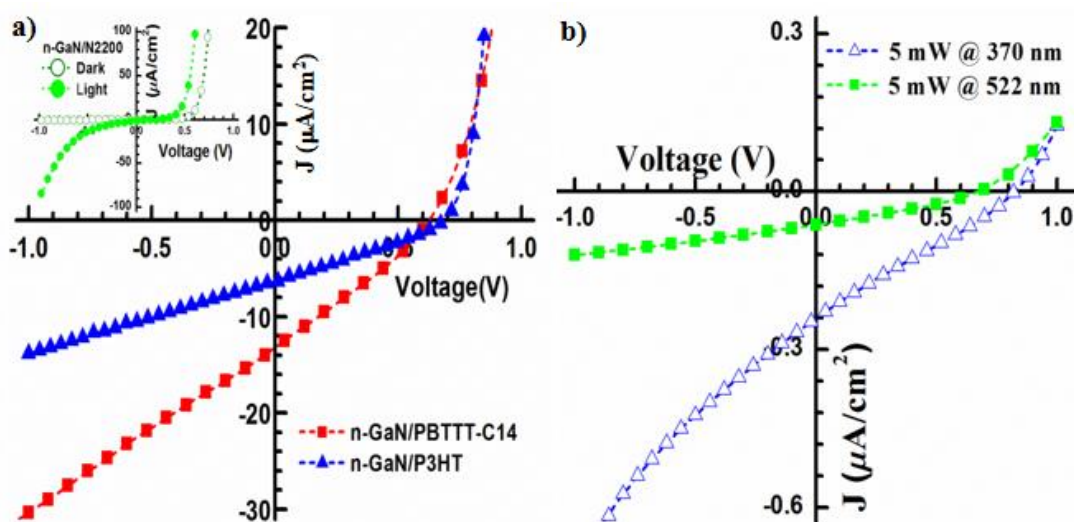 a)
n-GaN/N2200
Dark
Light
100
50
-50
-100
J (μA/cm²)
-1.0 -0.5 0.0 0.5 1.0
Voltage (V)
20
10
0
-10
-20
-30
J (μA/cm²)
-1.0 -0.5 0.0 0.5 1.0
Voltage(V)
n-GaN/PBTTT-C14
n-GaN/P3HT
b)
0.3
0.0
0.3
-0.6
5 mW @ 370 nm
5 mW @ 522 nm
Voltage (V)
-1.0 -0.5 0.0 0.5 1.0
J (μA/cm²)